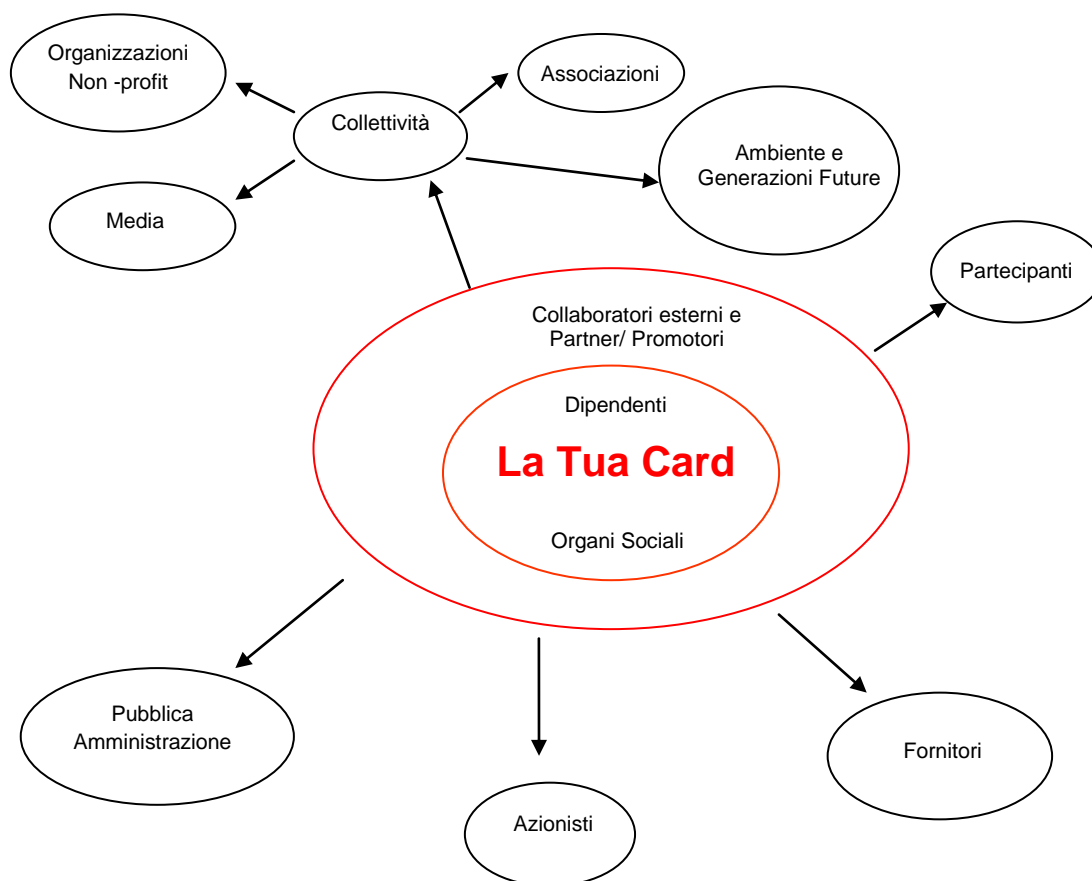 Organizzazioni
Non -profit
Associazioni
Collettività
Ambiente e
Generazioni Future
Media
Partecipanti
Collaboratori esterni e
Partner/ Promotori
Dipendenti
La Tua Card
Organi Sociali
Pubblica
Amministrazione
Fornitori
Azionisti